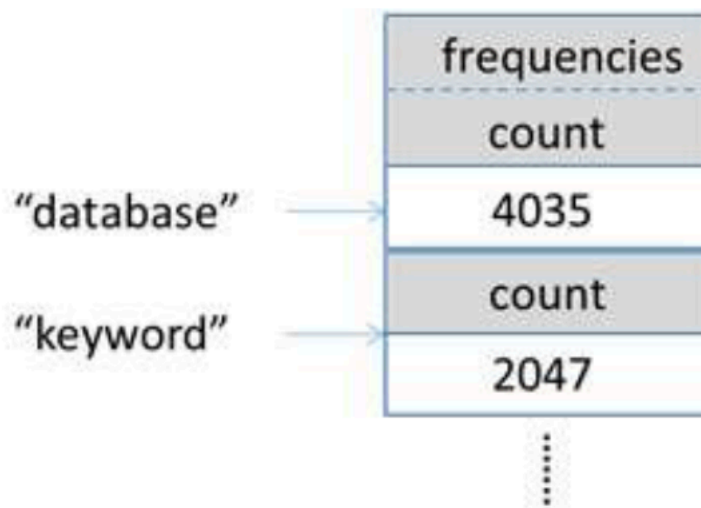 frequencies
count
“database” 4035
count
“keyword”
2047